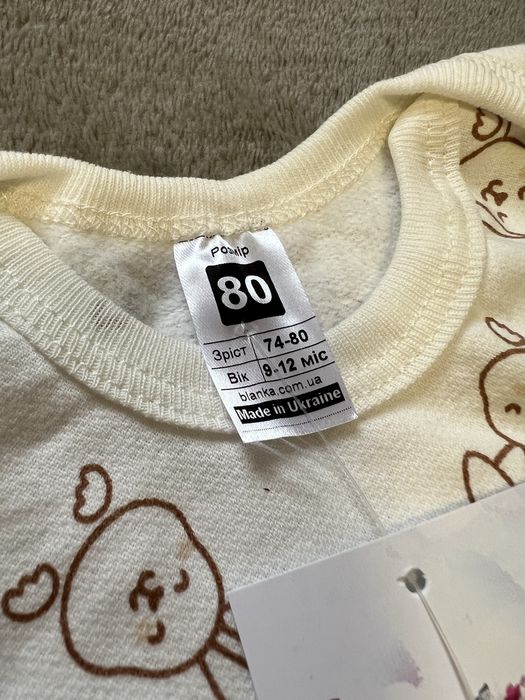 Розмір
80
Зріст 74-80
Вік 9-12 міс
blanka.com.ua
Made in Ukraine